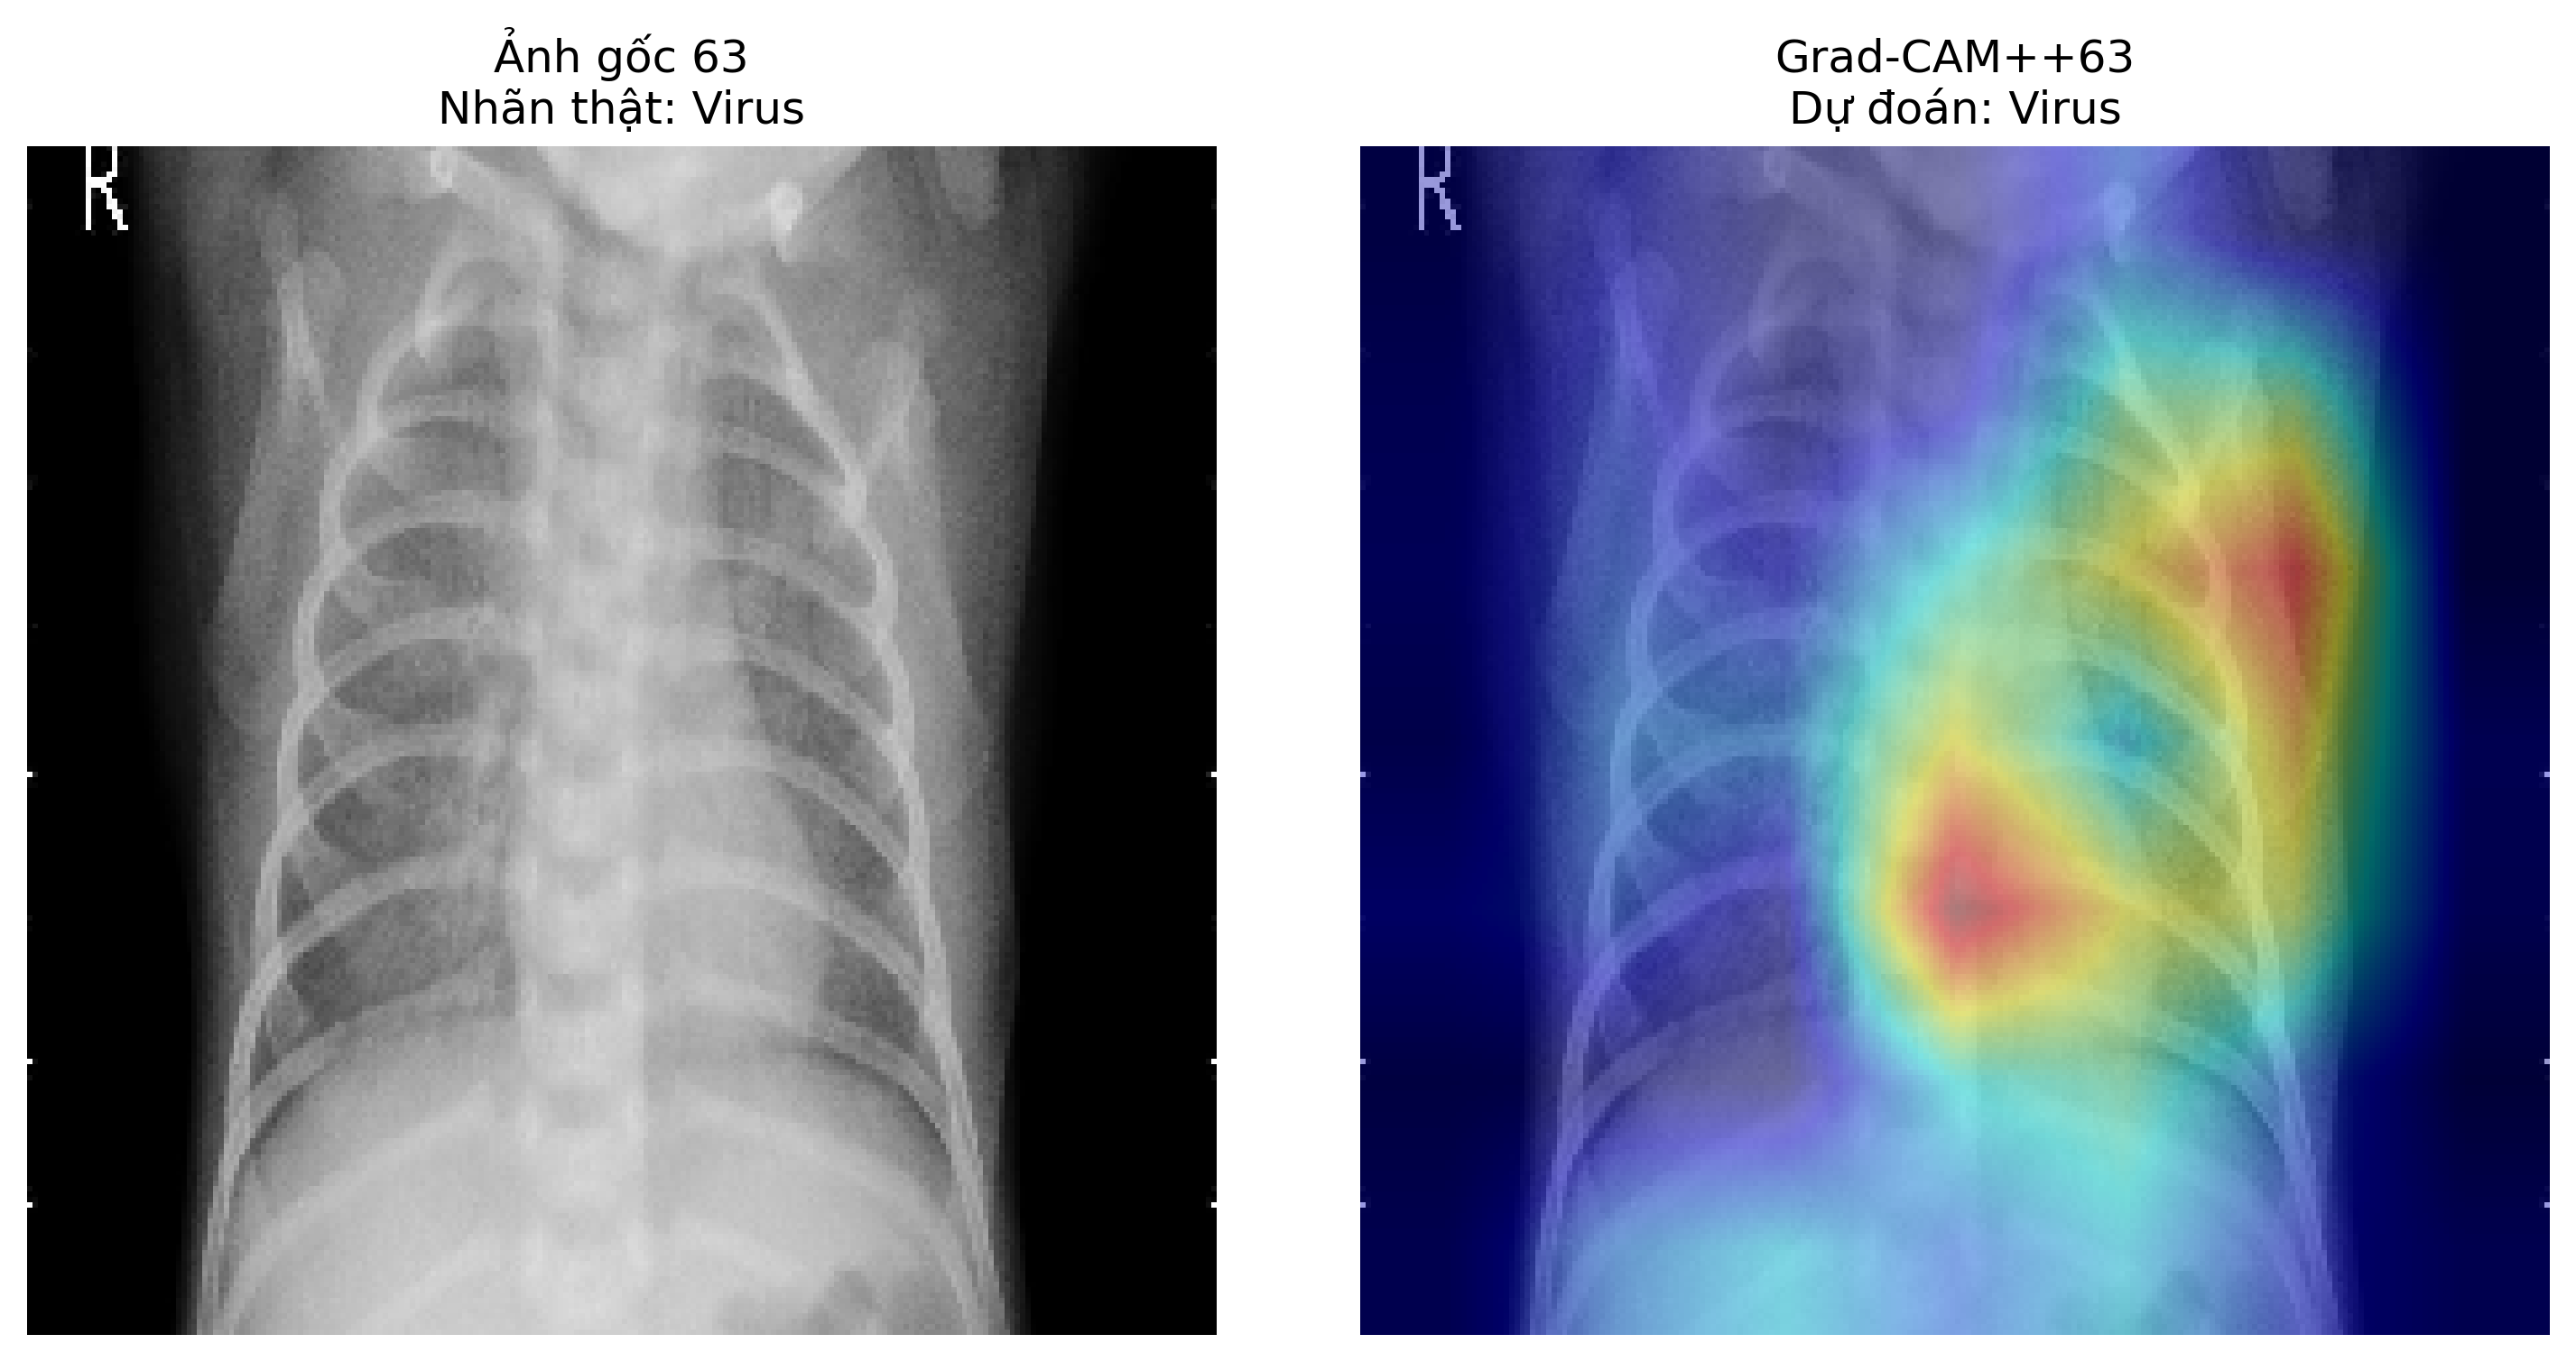 Ảnh gốc 63
Nhãn thật: Virus
Grad-CAM++63
Dự đoán: Virus
R
R